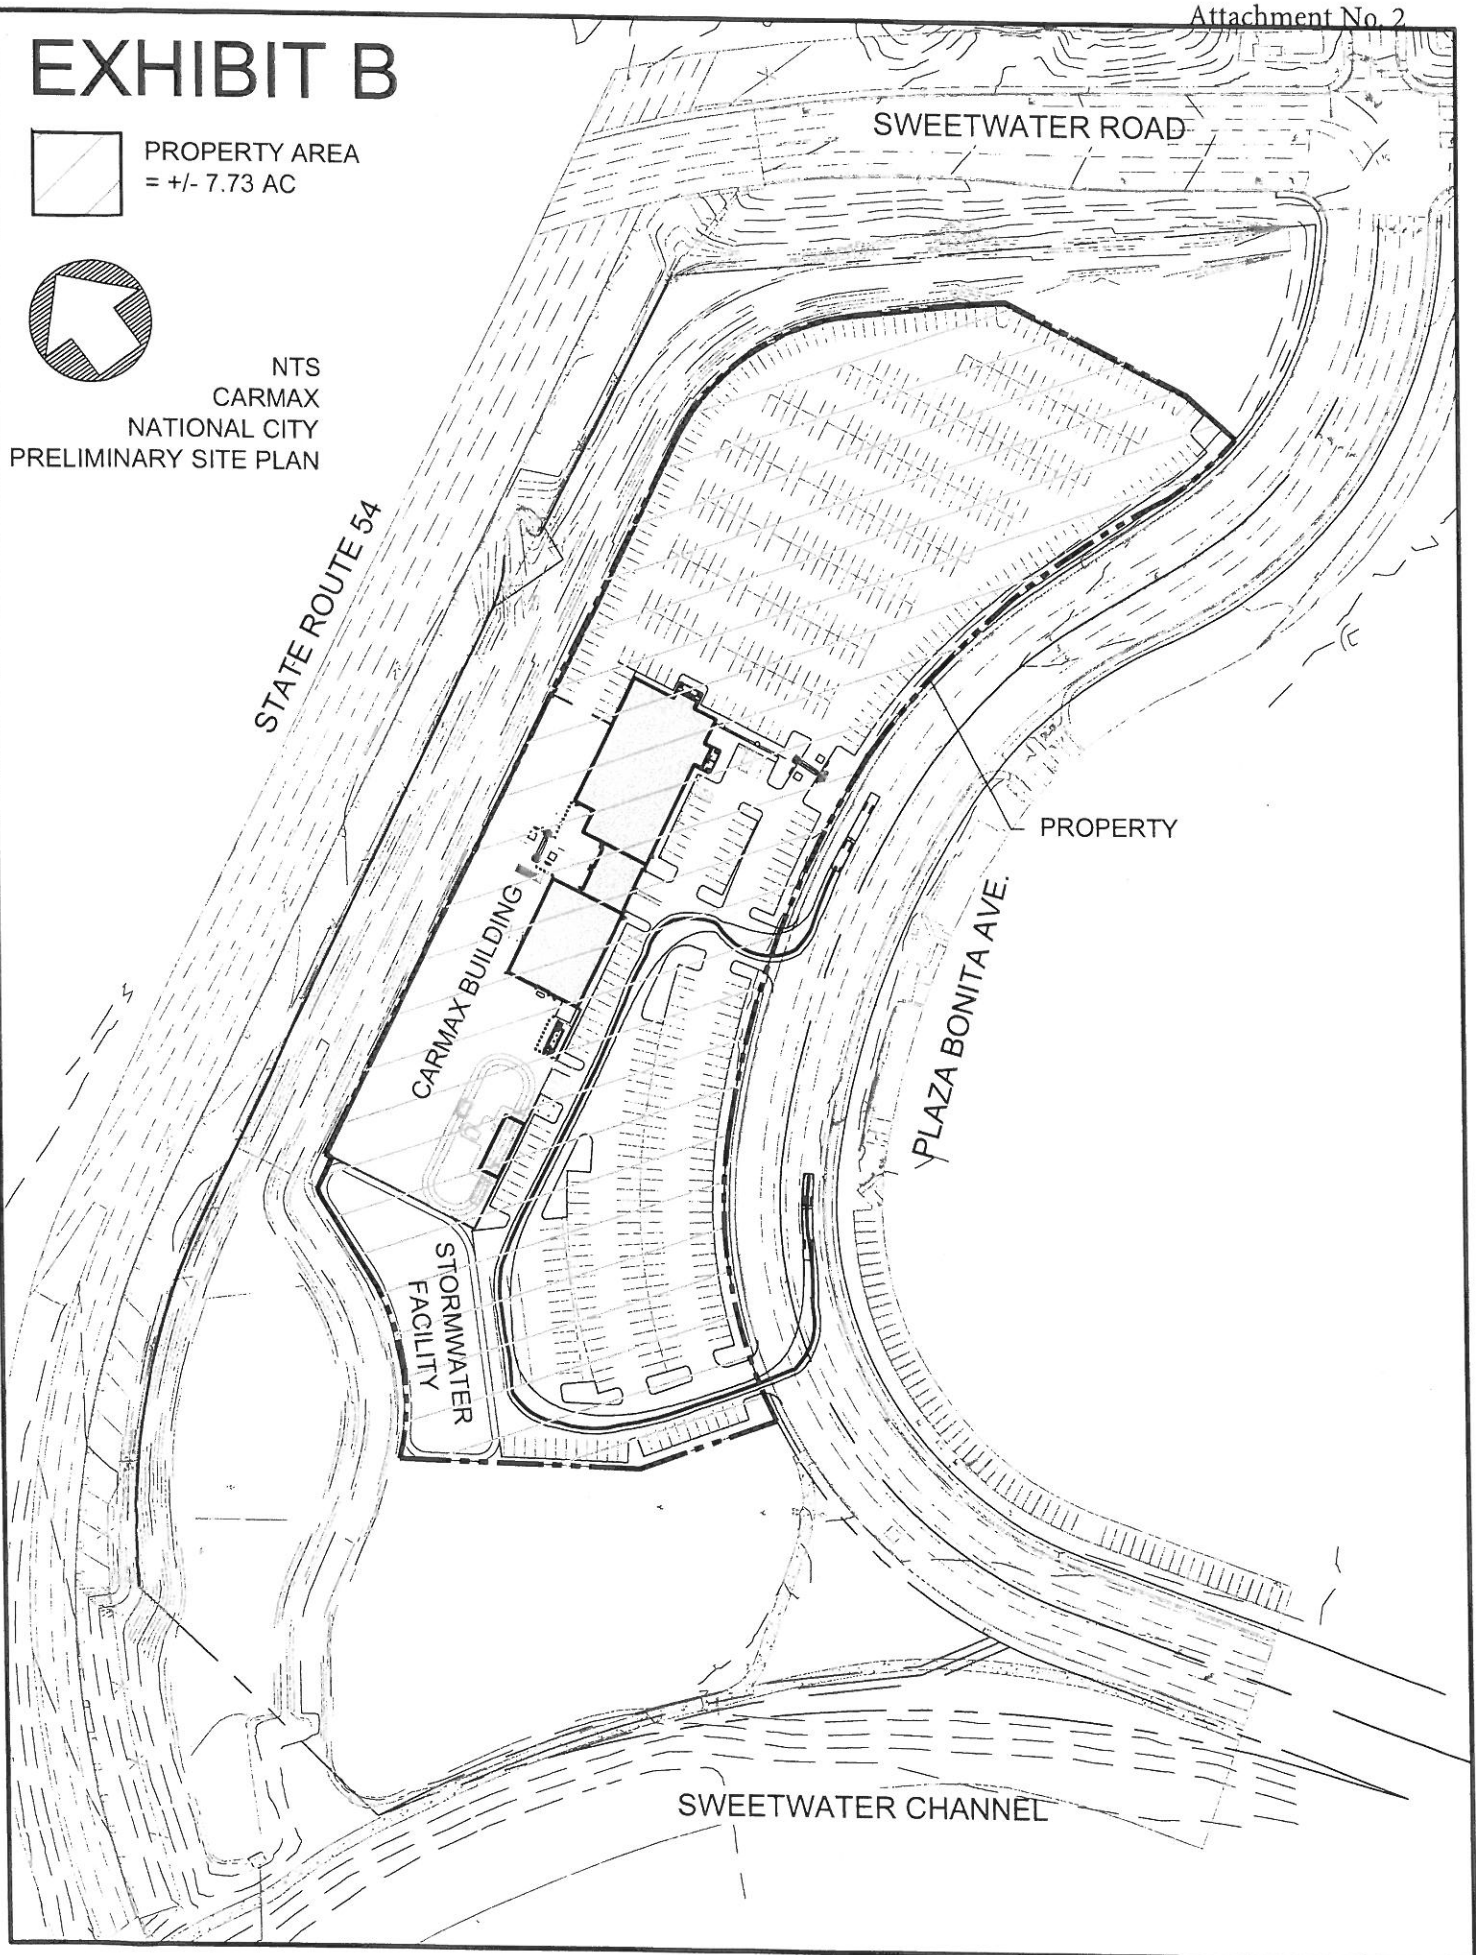 Attachment No. 2
EXHIBIT B
PROPERTY AREA
= +/- 7.73 AC
NTS
CARMAX
NATIONAL CITY
PRELIMINARY SITE PLAN
SWEETWATER ROAD
STATE ROUTE 54
PROPERTY
CARMAX BUILDING
PLAZA BONITA AVE.
STORMWATER
FACILITY
SWEETWATER CHANNEL